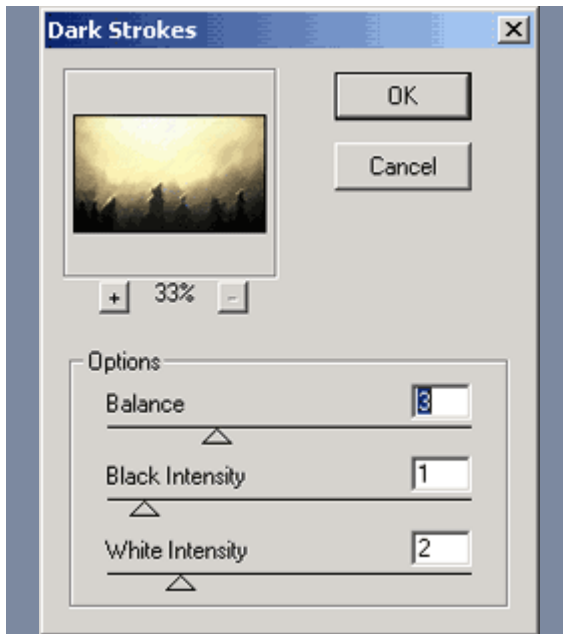 Dark Strokes
OK
Cancel
+ 33% -
Options
Balance 3
Black Intensity 1
White Intensity 2